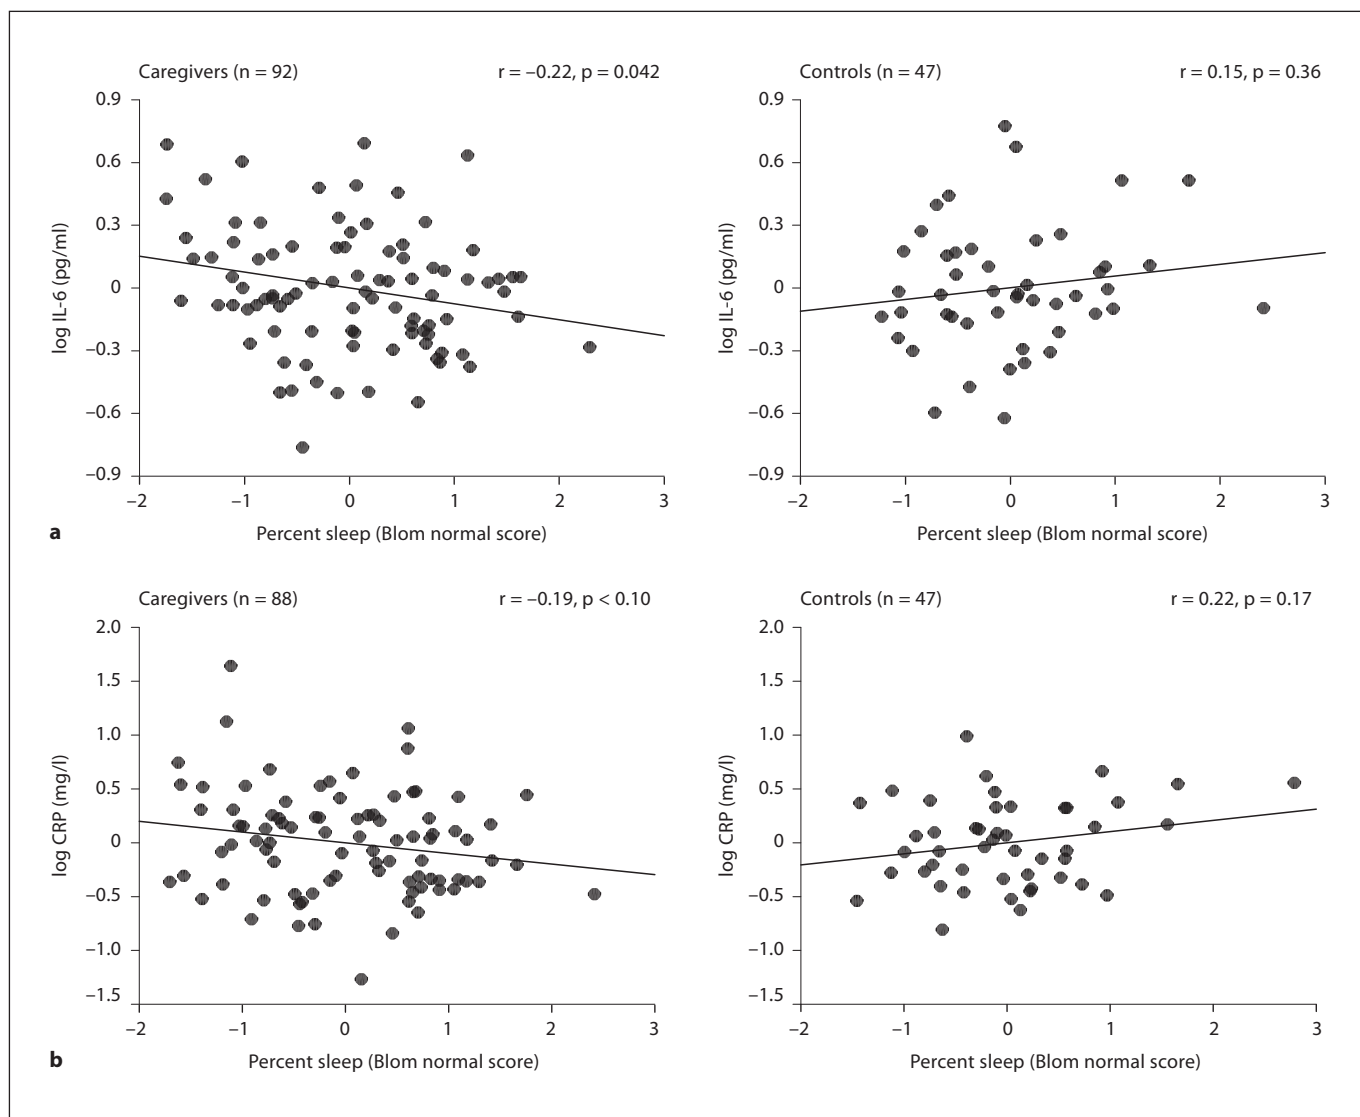 Caregivers (n = 92) r = –0.22, p = 0.042
0.9
0.6
0.3
0
–0.3
–0.6
–0.9
log IL-6 (pg/ml)
–2 –1 0 1 2 3
Percent sleep (Blom normal score)
Controls (n = 47) r = 0.15, p = 0.36
0.9
0.6
0.3
0
–0.3
–0.6
–0.9
log IL-6 (pg/ml)
–2 –1 0 1 2 3
Percent sleep (Blom normal score)
a
Caregivers (n = 88) r = –0.19, p < 0.10
2.0
1.5
1.0
0.5
0
–0.5
–1.0
–1.5
log CRP (mg/l)
–2 –1 0 1 2 3
Percent sleep (Blom normal score)
Controls (n = 47) r = 0.22, p = 0.17
2.0
1.5
1.0
0.5
0
–0.5
–1.0
–1.5
log CRP (mg/l)
–2 –1 0 1 2 3
Percent sleep (Blom normal score)
b